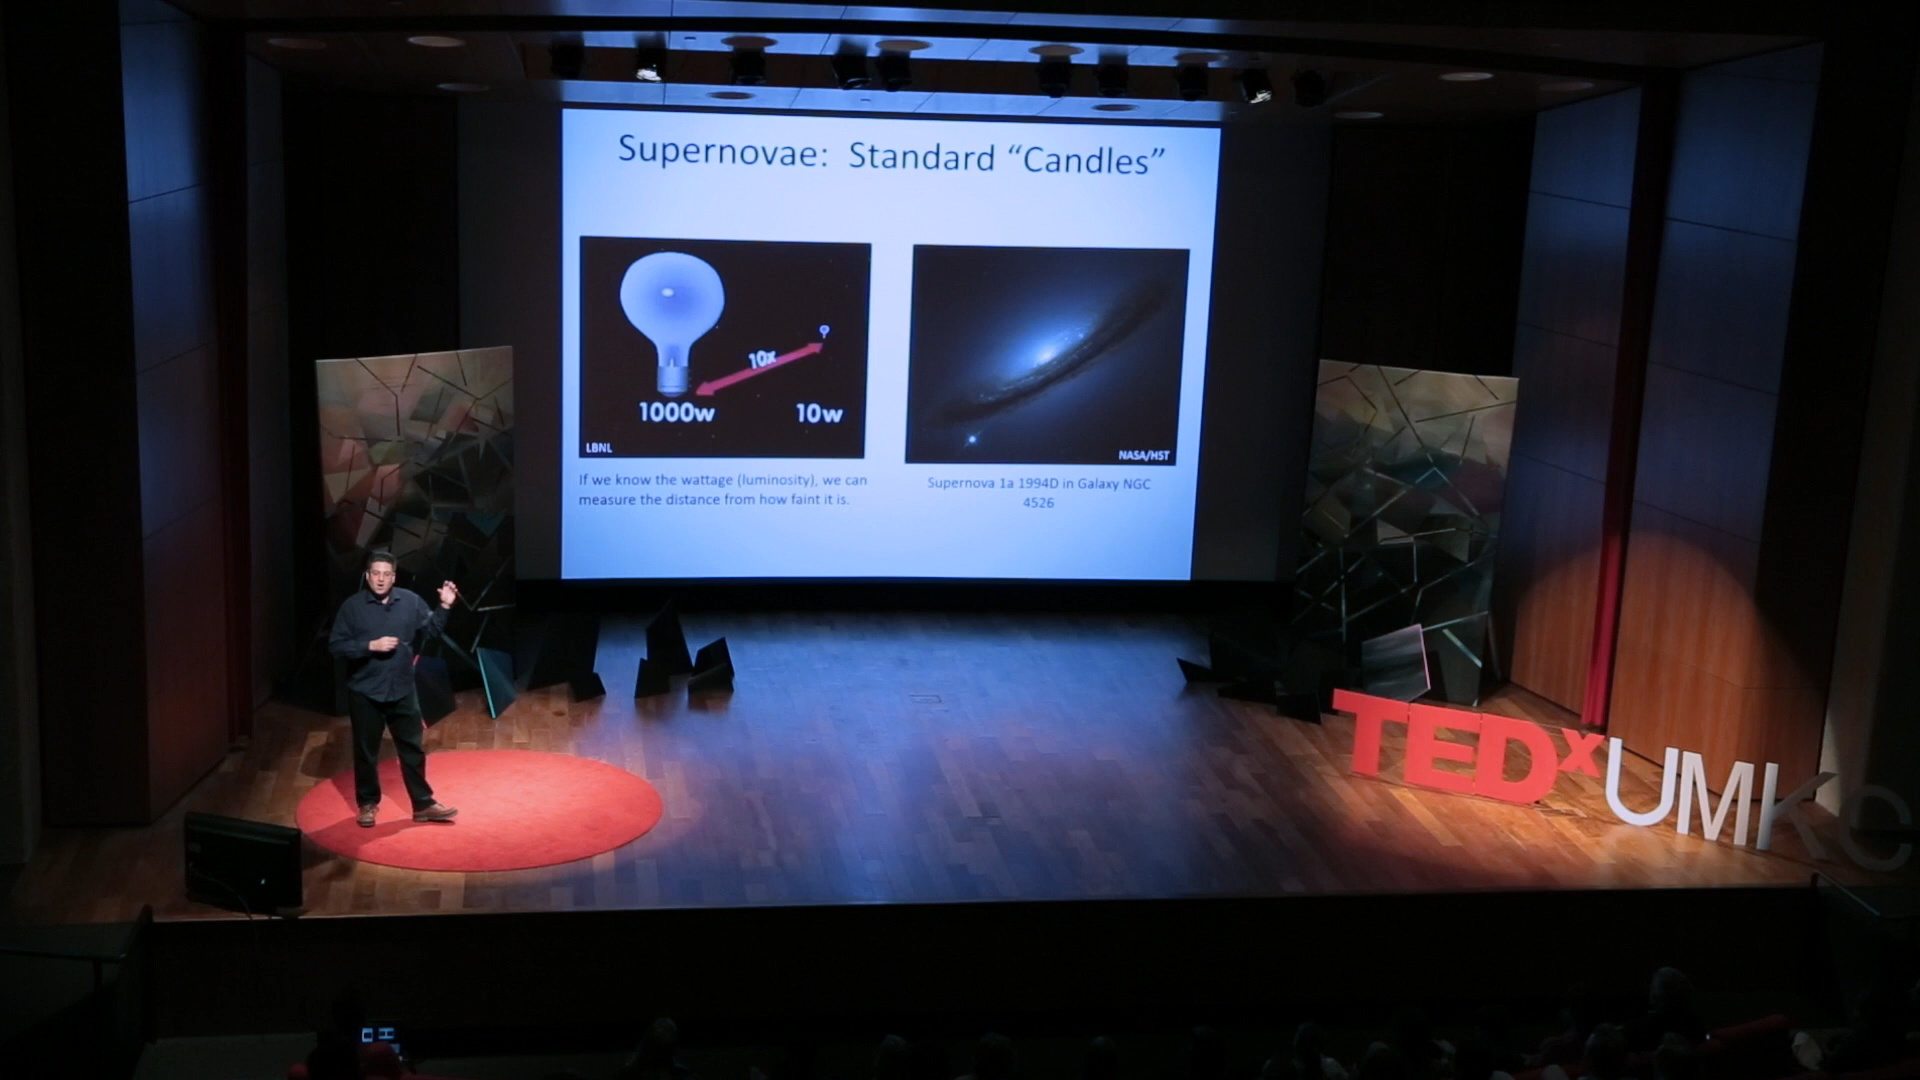 Supernovae: Standard “Candles”
10x
1000w
10w
LBNL
NASA/HST
If we know the wattage (luminosity), we can
measure the distance from how faint it is.
Supernova 1a 1994D in Galaxy NGC
4526
TEDxUMKC